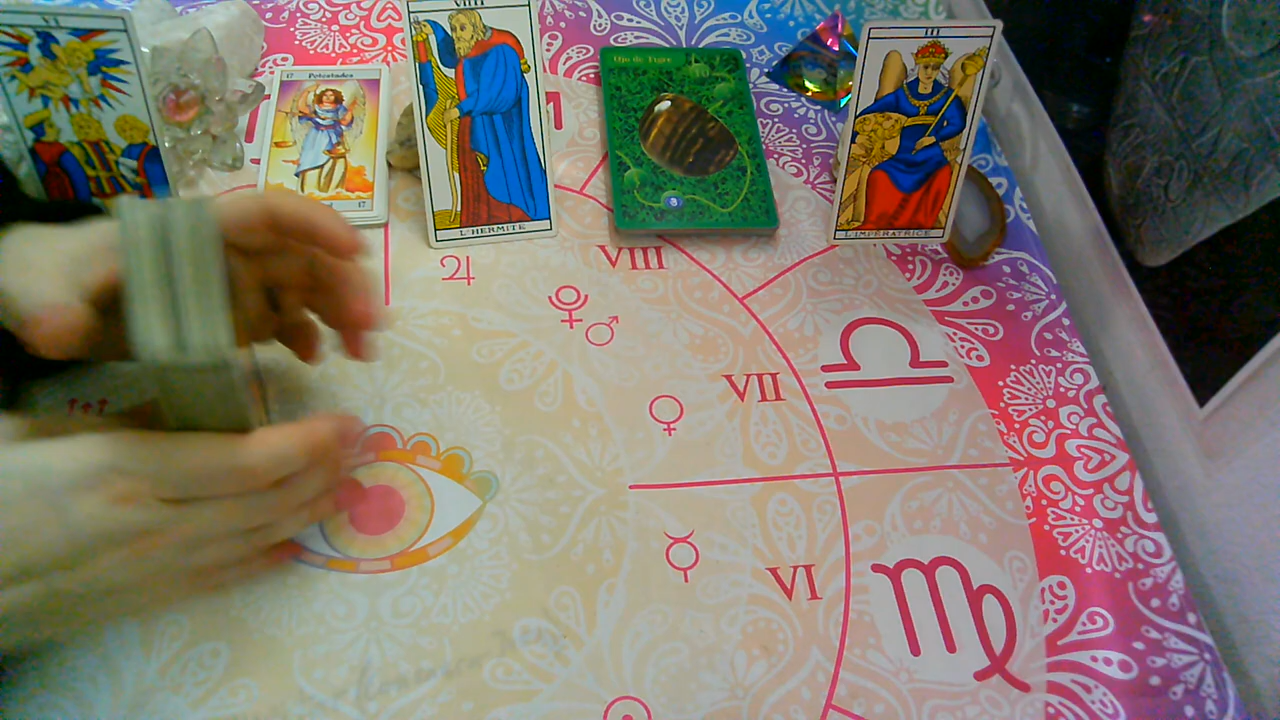 VI
17 Potestades
17
VIIII
L'HERMITE
Ojo de Tigre
III
L'IMPERATRICE
VIII
VII
VI